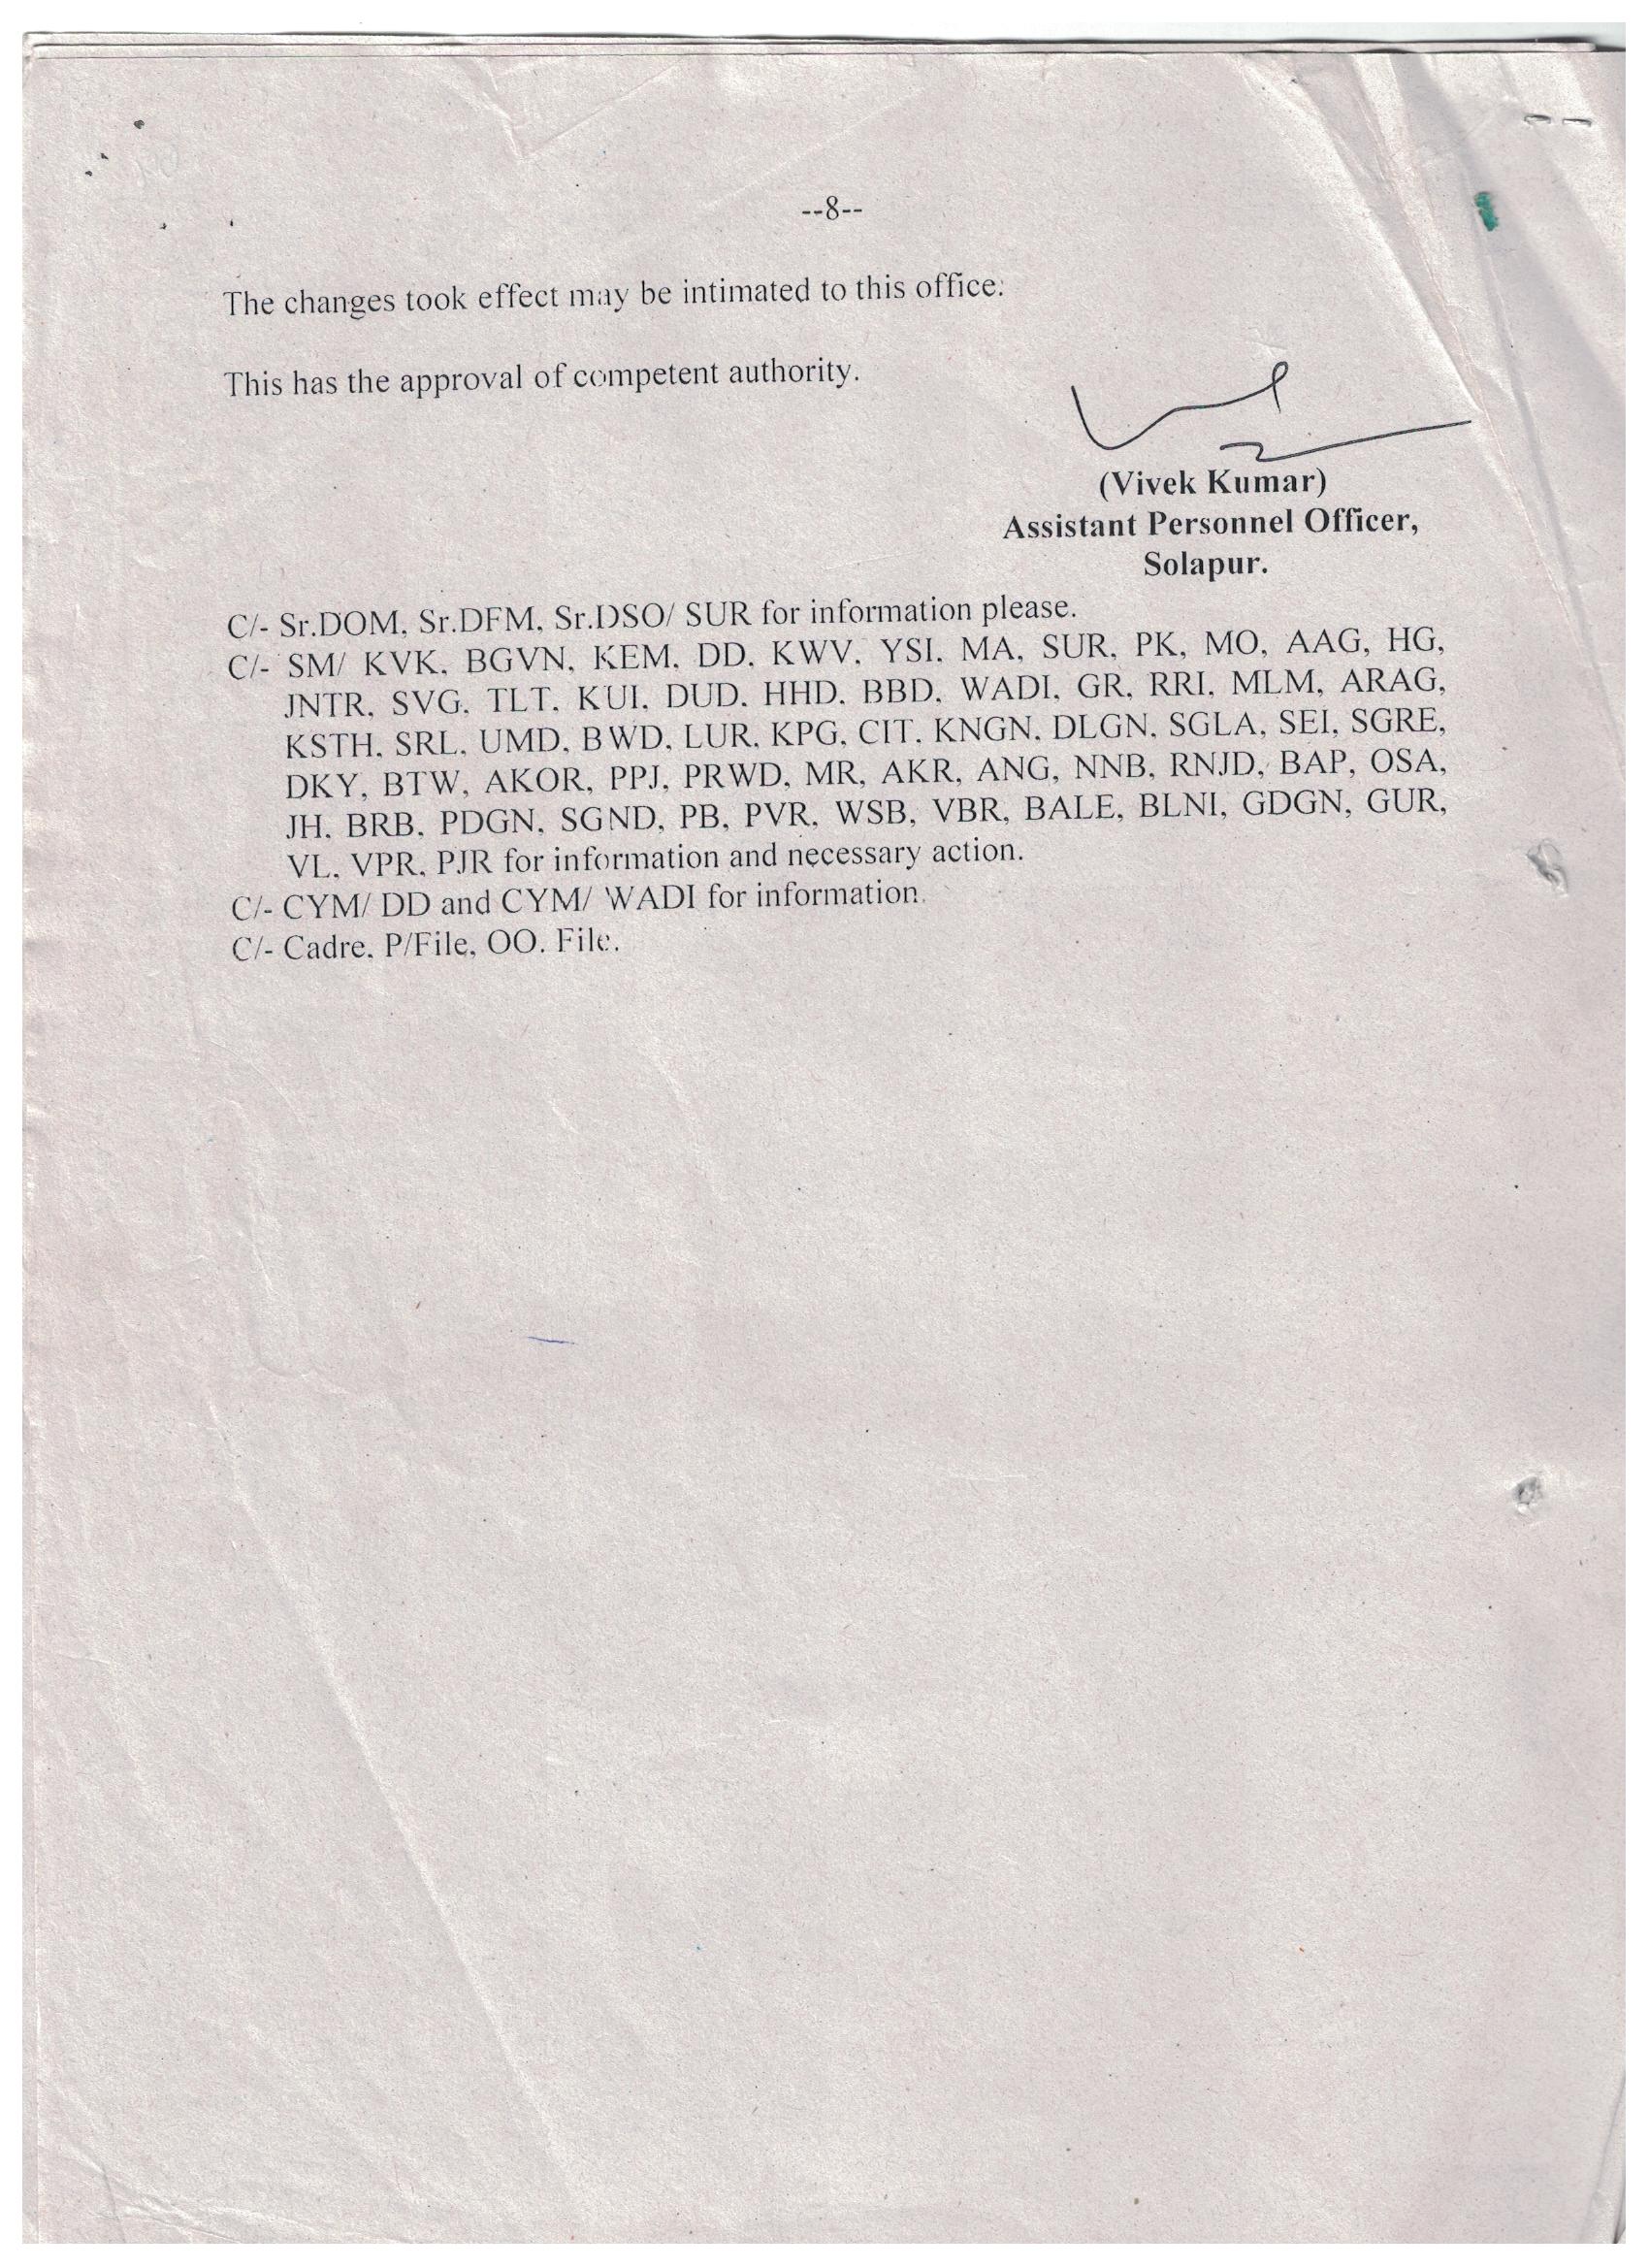 --8--
The changes took effect may be intimated to this office.
This has the approval of competent authority.
(Vivek Kumar)
Assistant Personnel Officer,
Solapur.
C/- Sr.DOM, Sr.DFM, Sr.DSO/ SUR for information please.
C/- SM/ KVK, BGVN, KEM, DD, KWV, YSI, MA, SUR, PK, MO, AAG, HG,
JNTR, SVG, TLT, KUI, DUD, HHD, BBD, WADI, GR, RRI, MLM, ARAG,
KSTH, SRL, UMD, BWD, LUR, KPG, CIT, KNGN, DLGN, SGLA, SEI, SGRE,
DKY, BTW, AKOR, PPJ, PRWD, MR, AKR, ANG, NNB, RNJD, BAP, OSA,
JH, BRB, PDGN, SGND, PB, PVR, WSB, VBR, BALE, BLNI, GDGN, GUR,
VL, VPR, PJR for information and necessary action.
C/- CYM/ DD and CYM/ WADI for information.
C/- Cadre, P/File, OO. File.